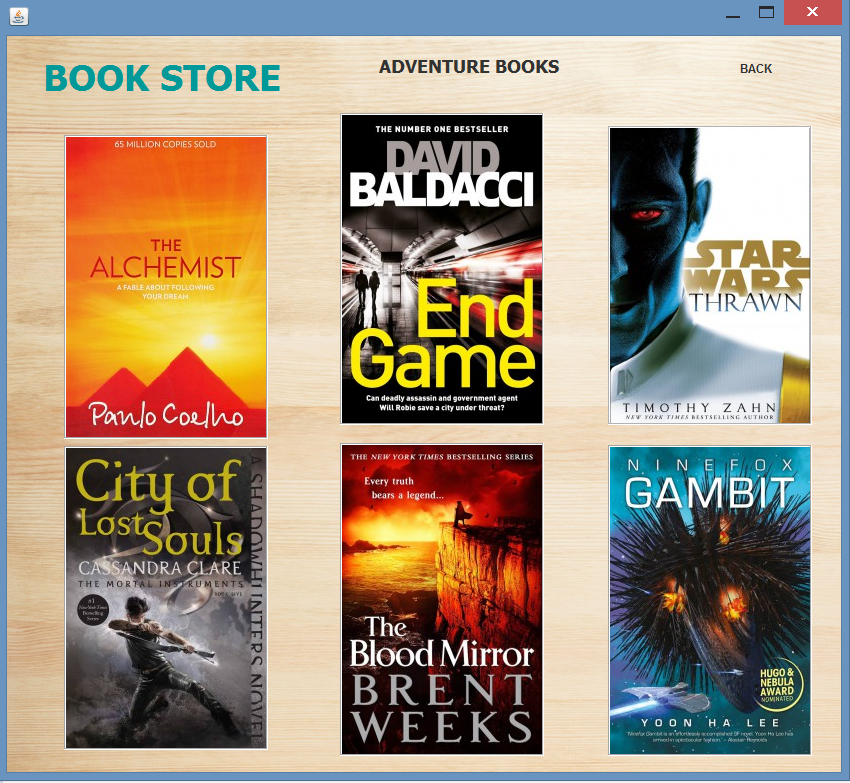 BOOK STORE
ADVENTURE BOOKS
BACK
65 MILLION COPIES SOLD
THE
ALCHEMIST
A FABLE ABOUT FOLLOWING
YOUR DREAM
Paulo Coelho
THE NUMBER ONE BESTSELLER
DAVID
BALDACCI
End
Game
Can deadly assassin and government agent
Will Robie save a city under threat?
STAR
WARS
THRAWN
TIMOTHY ZAHN
NEW YORK TIMES BESTSELLING AUTHOR
City of
Lost
Souls
CASSANDRA CLARE
THE MORTAL INSTRUMENTS
BOOK FIVE
#1
New York Times
Bestselling
Series
A SHADOWHUNTERS NOVEL
THE NEW YORK TIMES BESTSELLING SERIES
Every truth
bears a legend...
The
Blood Mirror
BRENT
WEEKS
NINEFOX
GAMBIT
HUGO &
NEBULA
AWARD
NOMINATED
YOON HA LEE
'Ninefox Gambit is an effortlessly accomplished SF novel. Yoon Ha Lee has
arrived in spectacular fashion.' - Alastair Reynolds